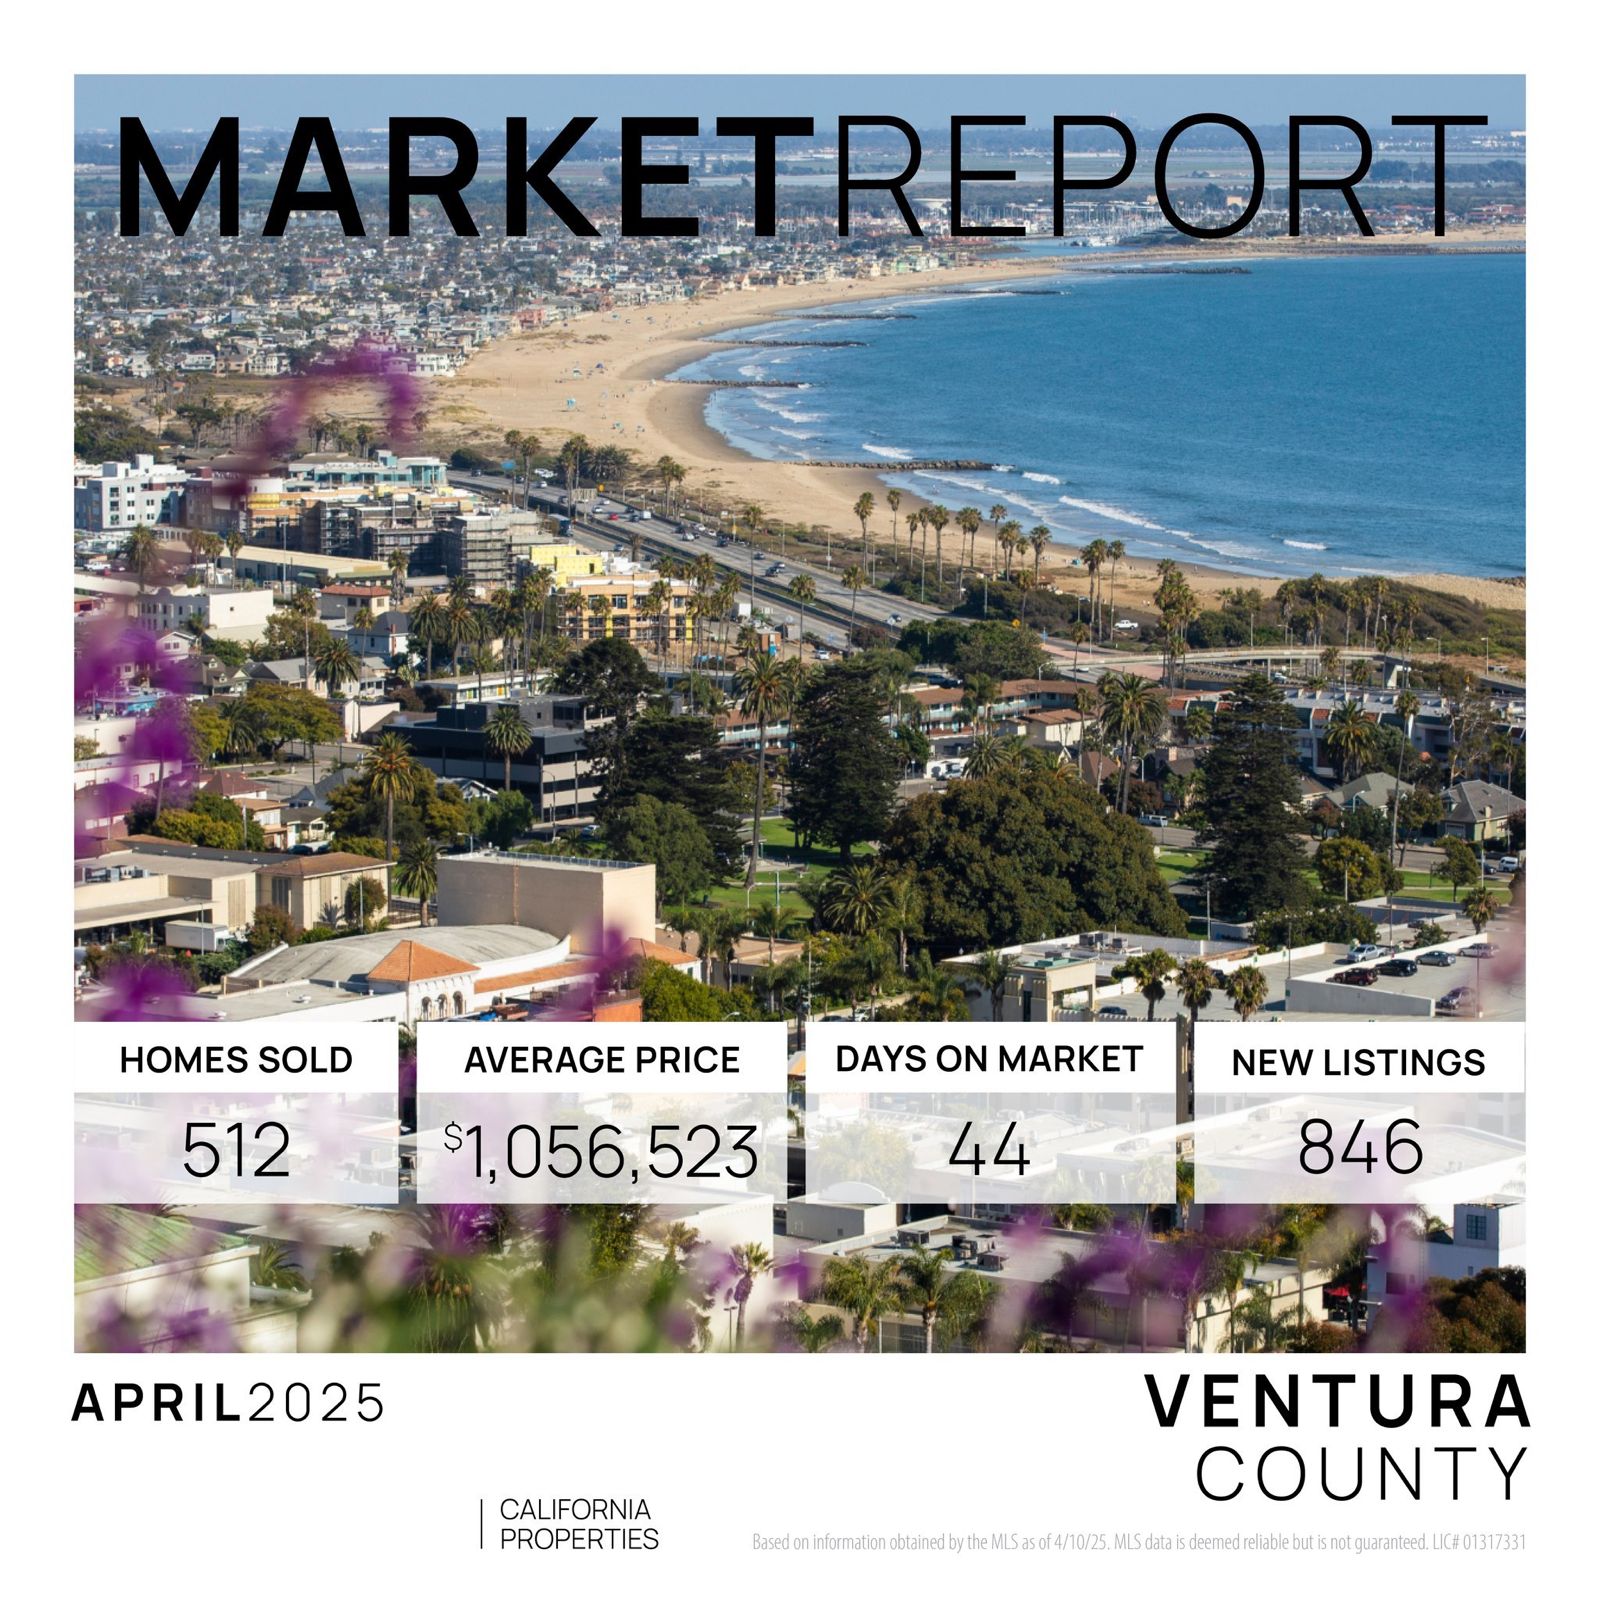 MARKETREPORT
HOMES SOLD
512
AVERAGE PRICE
$1,056,523
DAYS ON MARKET
44
NEW LISTINGS
846
APRIL2025
VENTURA
COUNTY
CALIFORNIA
PROPERTIES
Based on information obtained by the MLS as of 4/10/25. MLS data is deemed reliable but is not guaranteed. LIC# 01317331